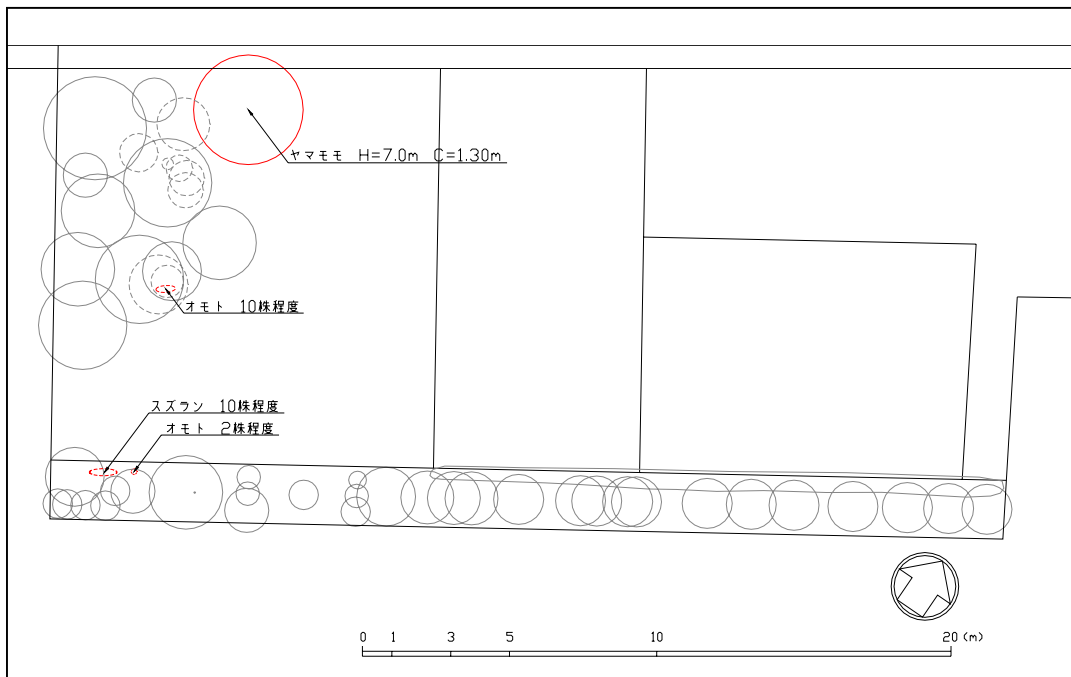 ヤマモモ H=7.0m C=1.30m
オモト 10株程度
スズラン 10株程度
オモト 2株程度
0 1 3 5 10 20 (m)